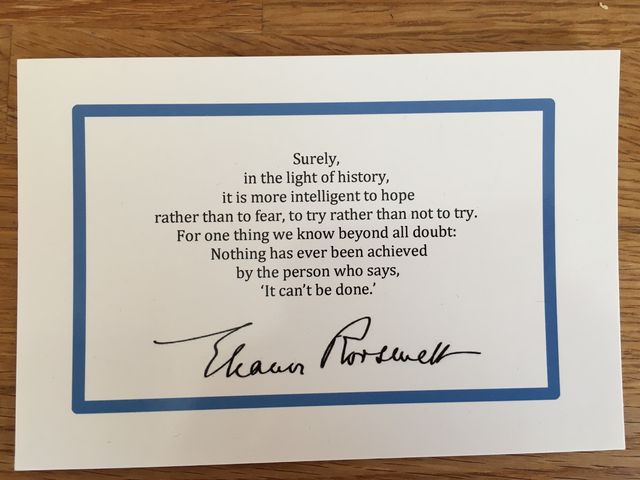 Surely,
in the light of history,
it is more intelligent to hope
rather than to fear, to try rather than not to try.
For one thing we know beyond all doubt:
Nothing has ever been achieved
by the person who says,
‘It can’t be done.’
Eleanor Roosevelt